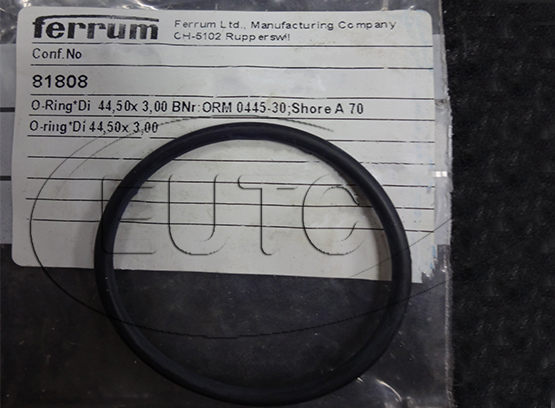 ferrum
Ferrum Ltd., Manufacturing Company
CH-5102 Rupperswil
Conf.No
81808
O-Ring*Di 44,50x 3,00 BNr:ORM 0445-30;Shore A 70
O-ring*Di 44,50x 3,00
EUTC